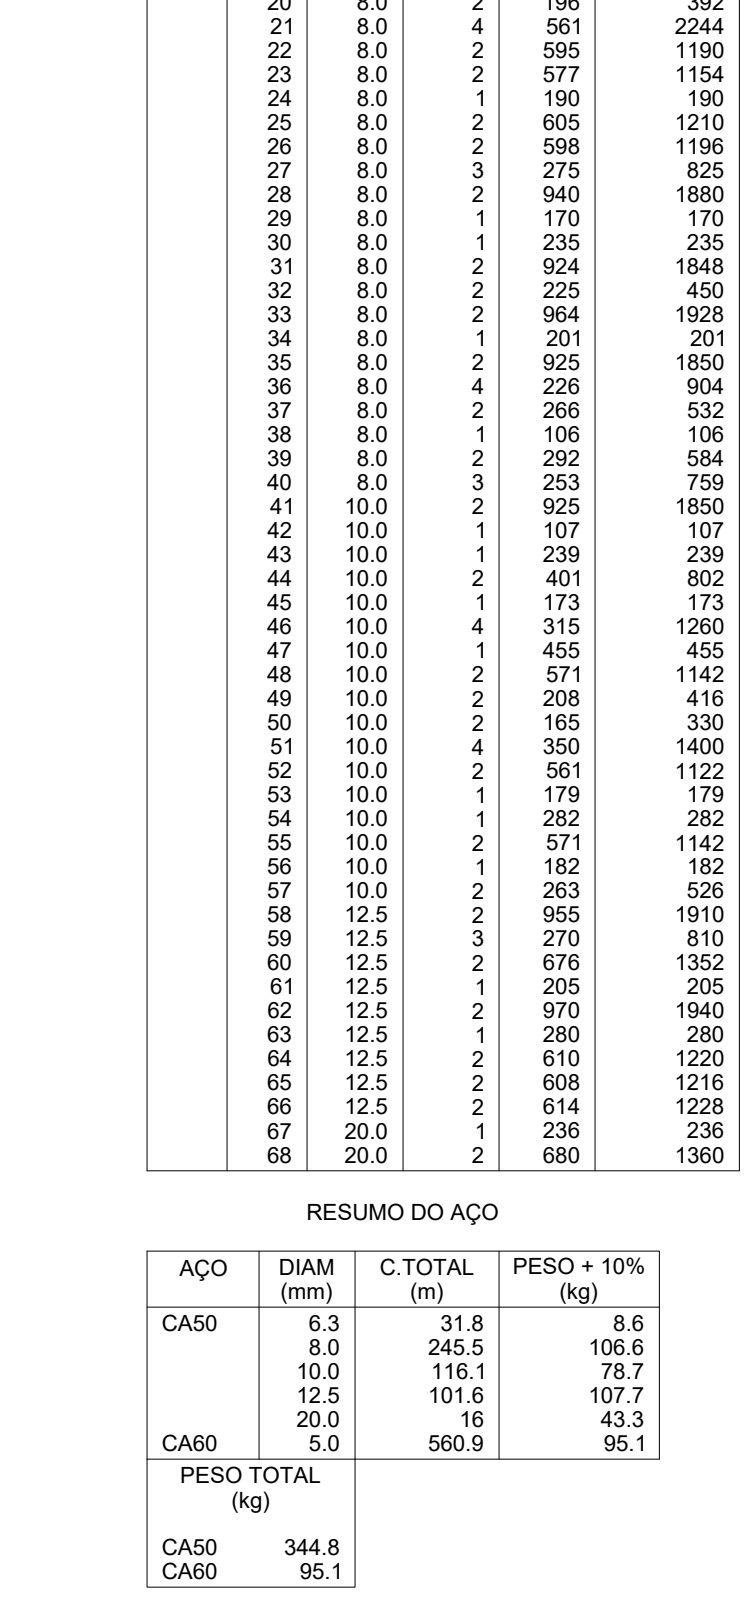 20 8.0 2 196 392
21 8.0 4 561 2244
22 8.0 2 595 1190
23 8.0 2 577 1154
24 8.0 1 190 190
25 8.0 2 605 1210
26 8.0 2 598 1196
27 8.0 3 275 825
28 8.0 2 940 1880
29 8.0 1 170 170
30 8.0 1 235 235
31 8.0 2 924 1848
32 8.0 2 225 450
33 8.0 2 964 1928
34 8.0 1 201 201
35 8.0 2 925 1850
36 8.0 4 226 904
37 8.0 2 266 532
38 8.0 1 106 106
39 8.0 2 292 584
40 8.0 3 253 759
41 10.0 2 925 1850
42 10.0 1 107 107
43 10.0 1 239 239
44 10.0 2 401 802
45 10.0 1 173 173
46 10.0 4 315 1260
47 10.0 1 455 455
48 10.0 2 571 1142
49 10.0 2 208 416
50 10.0 2 165 330
51 10.0 4 350 1400
52 10.0 2 561 1122
53 10.0 1 179 179
54 10.0 1 282 282
55 10.0 2 571 1142
56 10.0 1 182 182
57 10.0 2 263 526
58 12.5 2 955 1910
59 12.5 3 270 810
60 12.5 2 676 1352
61 12.5 1 205 205
62 12.5 2 970 1940
63 12.5 1 280 280
64 12.5 2 610 1220
65 12.5 2 608 1216
66 12.5 2 614 1228
67 20.0 1 236 236
68 20.0 2 680 1360
RESUMO DO AÇO
AÇO DIAM C.TOTAL PESO + 10%
(mm) (m) (kg)
CA50 6.3 31.8 8.6
8.0 245.5 106.6
10.0 116.1 78.7
12.5 101.6 107.7
20.0 16 43.3
CA60 5.0 560.9 95.1
PESO TOTAL
(kg)
CA50 344.8
CA60 95.1